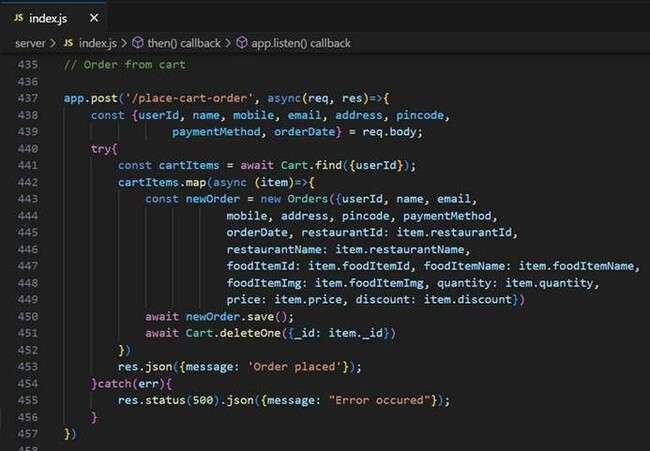 JS index.js ×
server > JS index.js > then() callback > app.listen() callback
435 // Order from cart
436
437 app.post('/place-cart-order', async(req, res)=>{
438 const {userId, name, mobile, email, address, pincode,
439 paymentMethod, orderDate} = req.body;
440 try{
441 const cartItems = await Cart.find({userId});
442 cartItems.map(async (item)=>{
443 const newOrder = new Orders({userId, name, email,
444 mobile, address, pincode, paymentMethod,
445 orderDate, restaurantId: item.restaurantId,
446 restaurantName: item.restaurantName,
447 foodItemId: item.foodItemId, foodItemName: item.foodItemName,
448 foodItemImg: item.foodItemImg, quantity: item.quantity,
449 price: item.price, discount: item.discount})
450 await newOrder.save();
451 await Cart.deleteOne({_id: item._id})
452 })
453 res.json({message: 'Order placed'});
454 }catch(err){
455 res.status(500).json({message: "Error occured"});
456 }
457 })
458